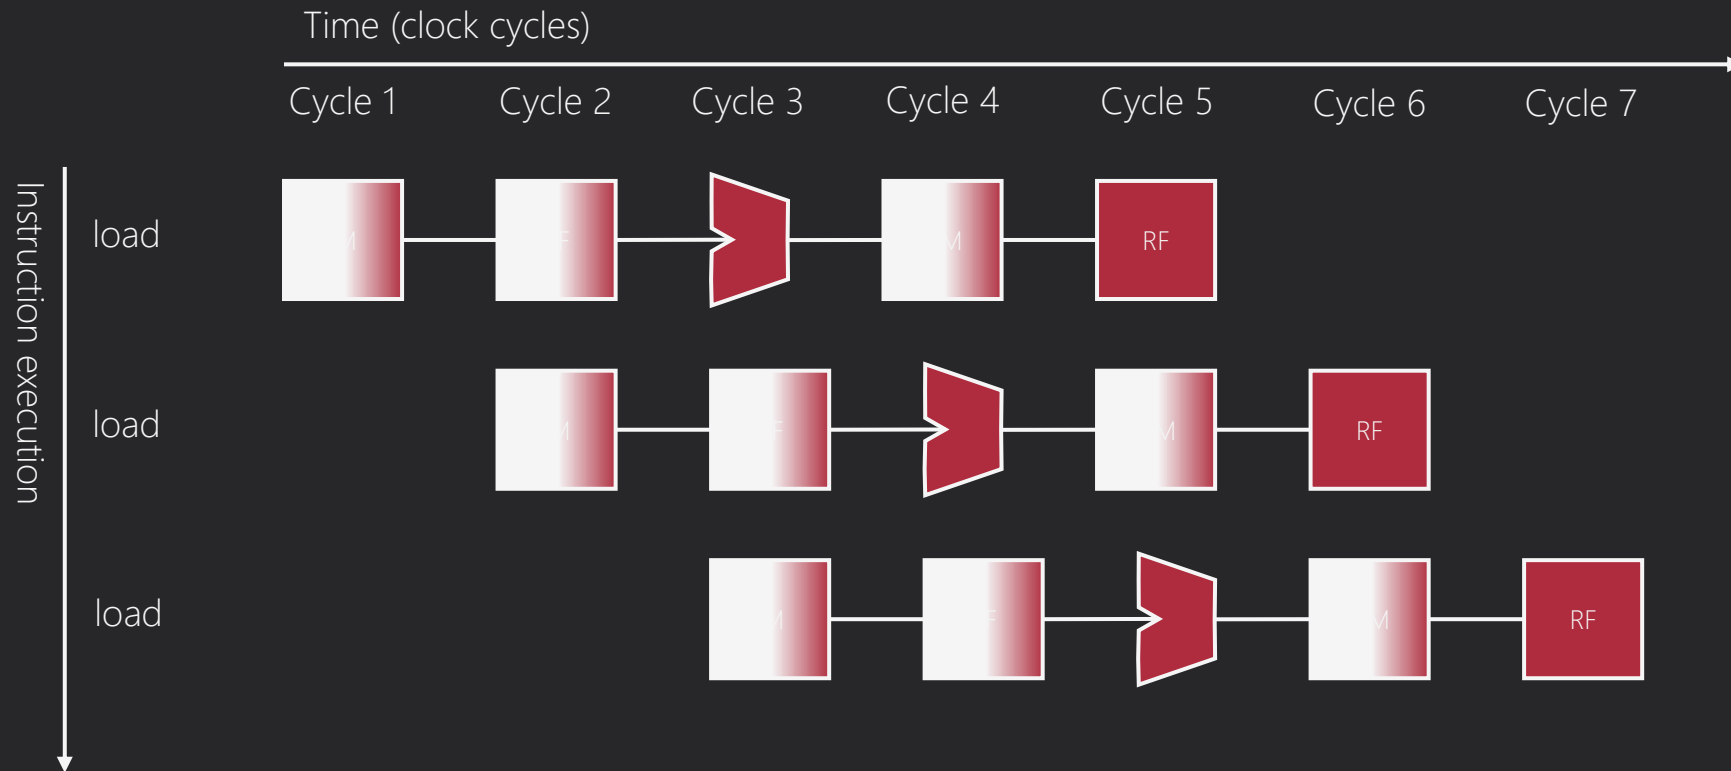 Time (clock cycles)
Cycle 1 Cycle 2 Cycle 3 Cycle 4 Cycle 5 Cycle 6 Cycle 7
Instruction execution
load
RF
load
RF
load
RF